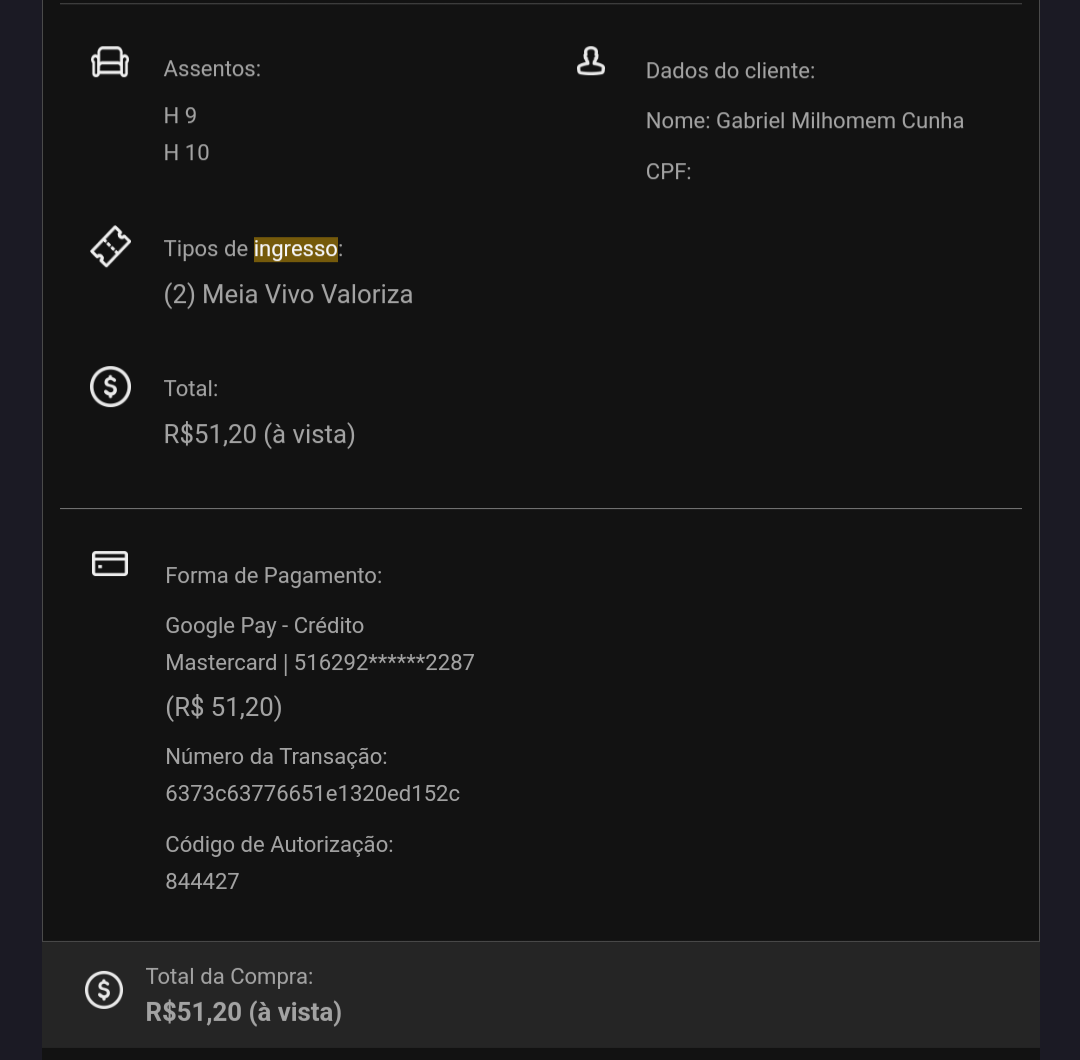 Assentos:
H 9
H 10
Dados do cliente:
Nome: Gabriel Milhomem Cunha
CPF:
Tipos de ingresso:
(2) Meia Vivo Valoriza
Total:
R$51,20 (à vista)
Forma de Pagamento:
Google Pay - Crédito
Mastercard | 516292******2287
(R$ 51,20)
Número da Transação:
6373c63776651e1320ed152c
Código de Autorização:
844427
Total da Compra:
R$51,20 (à vista)